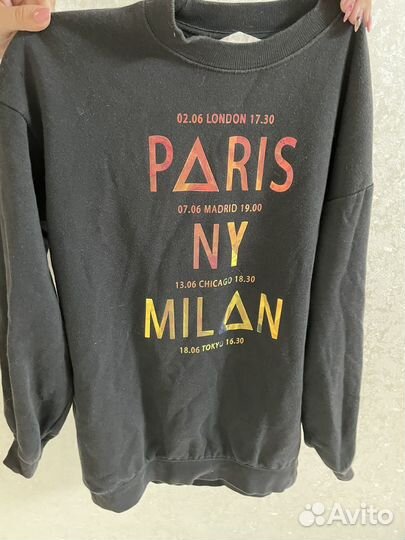 02.06 LONDON 17.30
PARIS
07.06 MADRID 19.00
NY
13.06 CHICAGO 18.30
MILAN
18.06 TOKYO 16.30
Avito